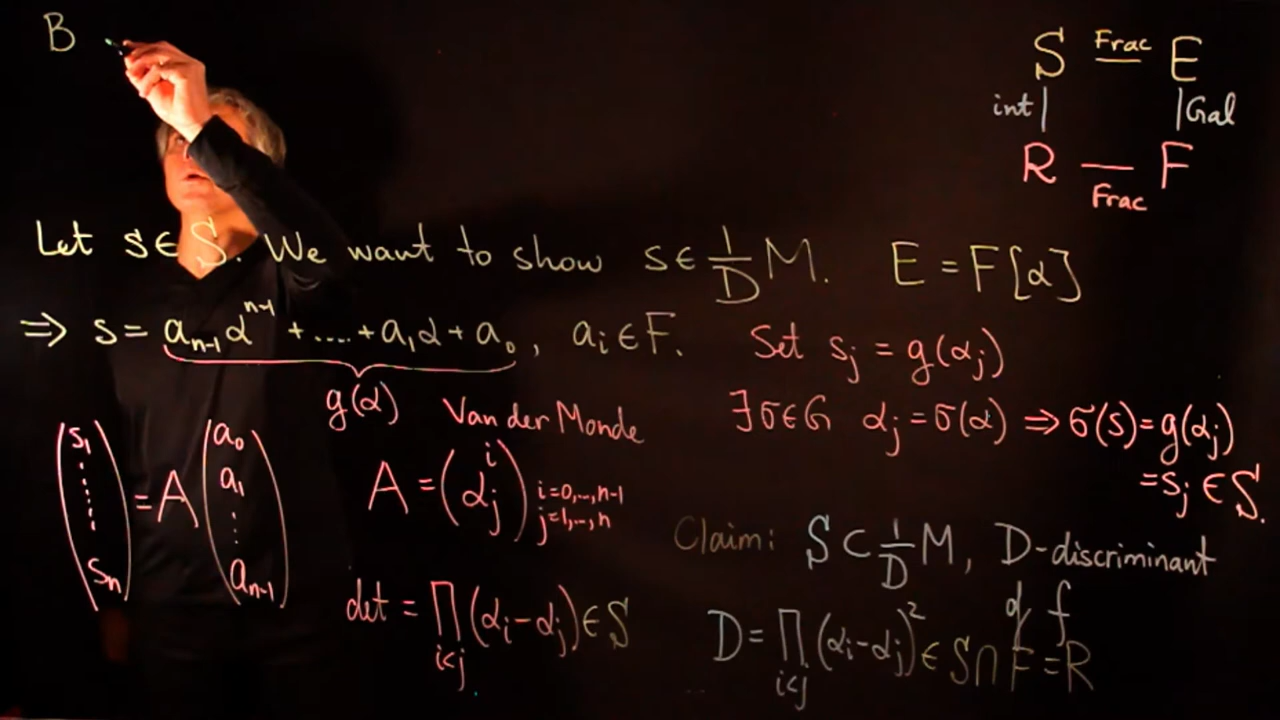 B
S Frac E
int | | Gal
R — F
Frac
Let s∈S. We want to show s∈ 1/D M. E = F[α]
⇒ s = a_{n-1}α^{n-1} + .... + a_1α + a_0, a_i∈F.
g(α)
Set s_j = g(α_j)
∃σ∈G α_j = σ(α) ⇒ σ(s) = g(α_j)
= s_j ∈ S.
Van der Monde
(s_1 ⋮ s_n) = A (a_0 a_1 ⋮ a_{n-1})
A = (α_j^i) i=0,...,n-1
j=1,...,n
det = ∏_{i<j} (α_i - α_j) ∈ S
Claim: S ⊂ 1/D M, D-discriminant
of f
D = ∏_{i<j} (α_i - α_j)^2 ∈ S∩F = R